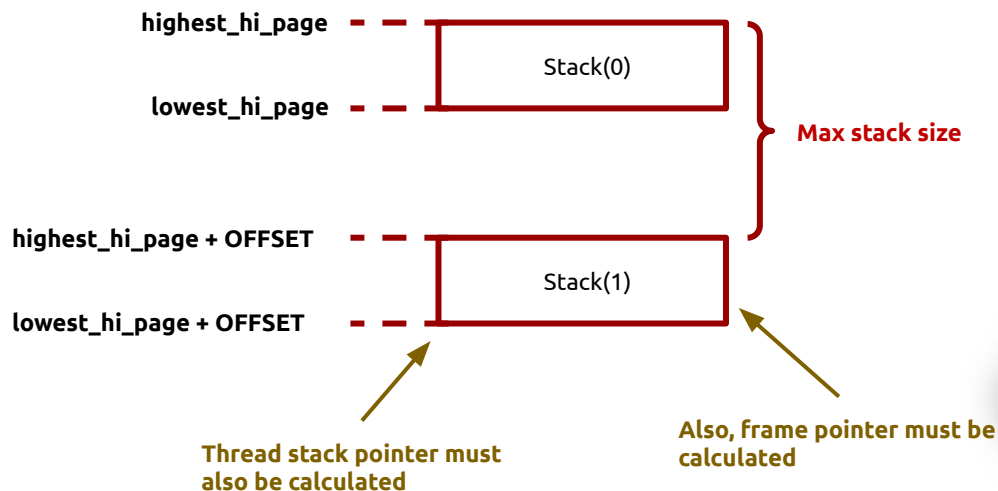 highest_hi_page
Stack(0)
lowest_hi_page
Max stack size
highest_hi_page + OFFSET
Stack(1)
lowest_hi_page + OFFSET
Thread stack pointer must
also be calculated
Also, frame pointer must be
calculated